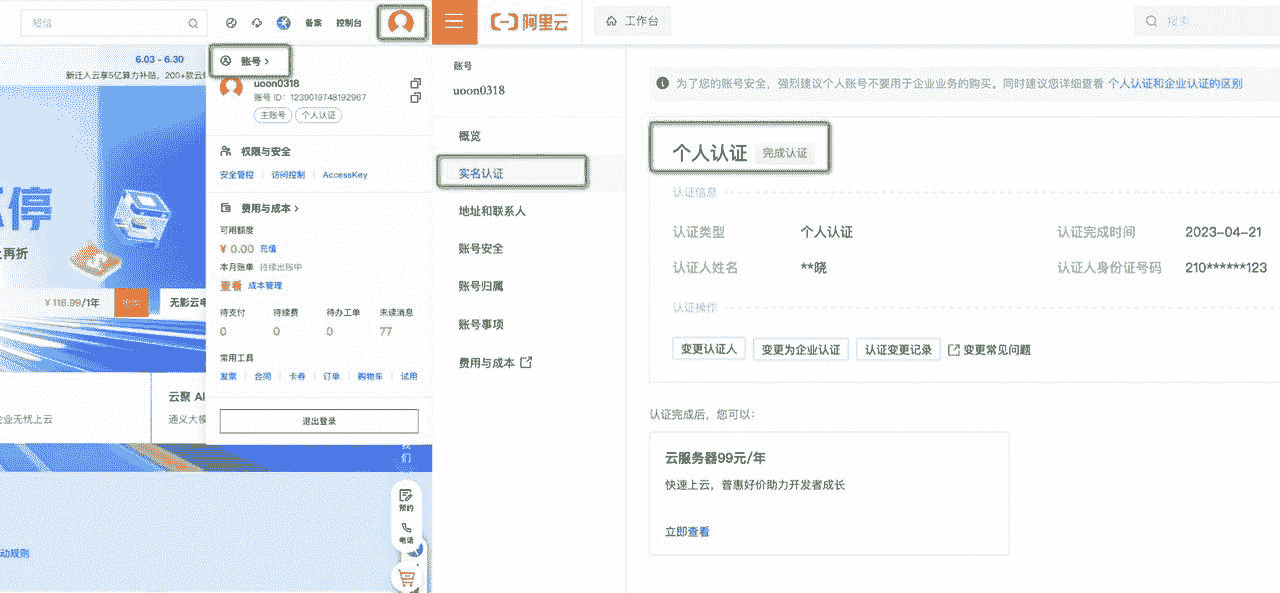 短信
备案
控制台
6.03 - 6.30
新迁入云享5亿算力补贴，200+款云
停
上再折
¥118.99/1年
无影云电
云聚 AI
企业无忧上云
通义大模
动规则
账号 >
uoon0318
账号 ID：1239019748192967
主账号
个人认证
权限与安全
安全管控
访问控制
AccessKey
费用与成本 >
可用额度
¥ 0.00 充值
本月账单 持续出账中
查看 成本管理
待支付
待续费
待办工单
未读消息
0
0
0
77
常用工具
发票
合同
卡券
订单
购物车
试用
退出登录
们
预约
电话
阿里云
工作台
搜索
账号
uoon0318
概览
实名认证
地址和联系人
账号安全
账号归属
账号事项
费用与成本
为了您的账号安全，强烈建议个人账号不要用于企业业务的购买。同时建议您详细查看 个人认证和企业认证的区别
个人认证 完成认证
认证信息
认证类型 个人认证 认证完成时间 2023-04-21
认证人姓名 **晓 认证人身份证号码 210******123
认证操作
变更认证人
变更为企业认证
认证变更记录
变更常见问题
认证完成后，您可以：
云服务器99元/年
快速上云，普惠好价助力开发者成长
立即查看